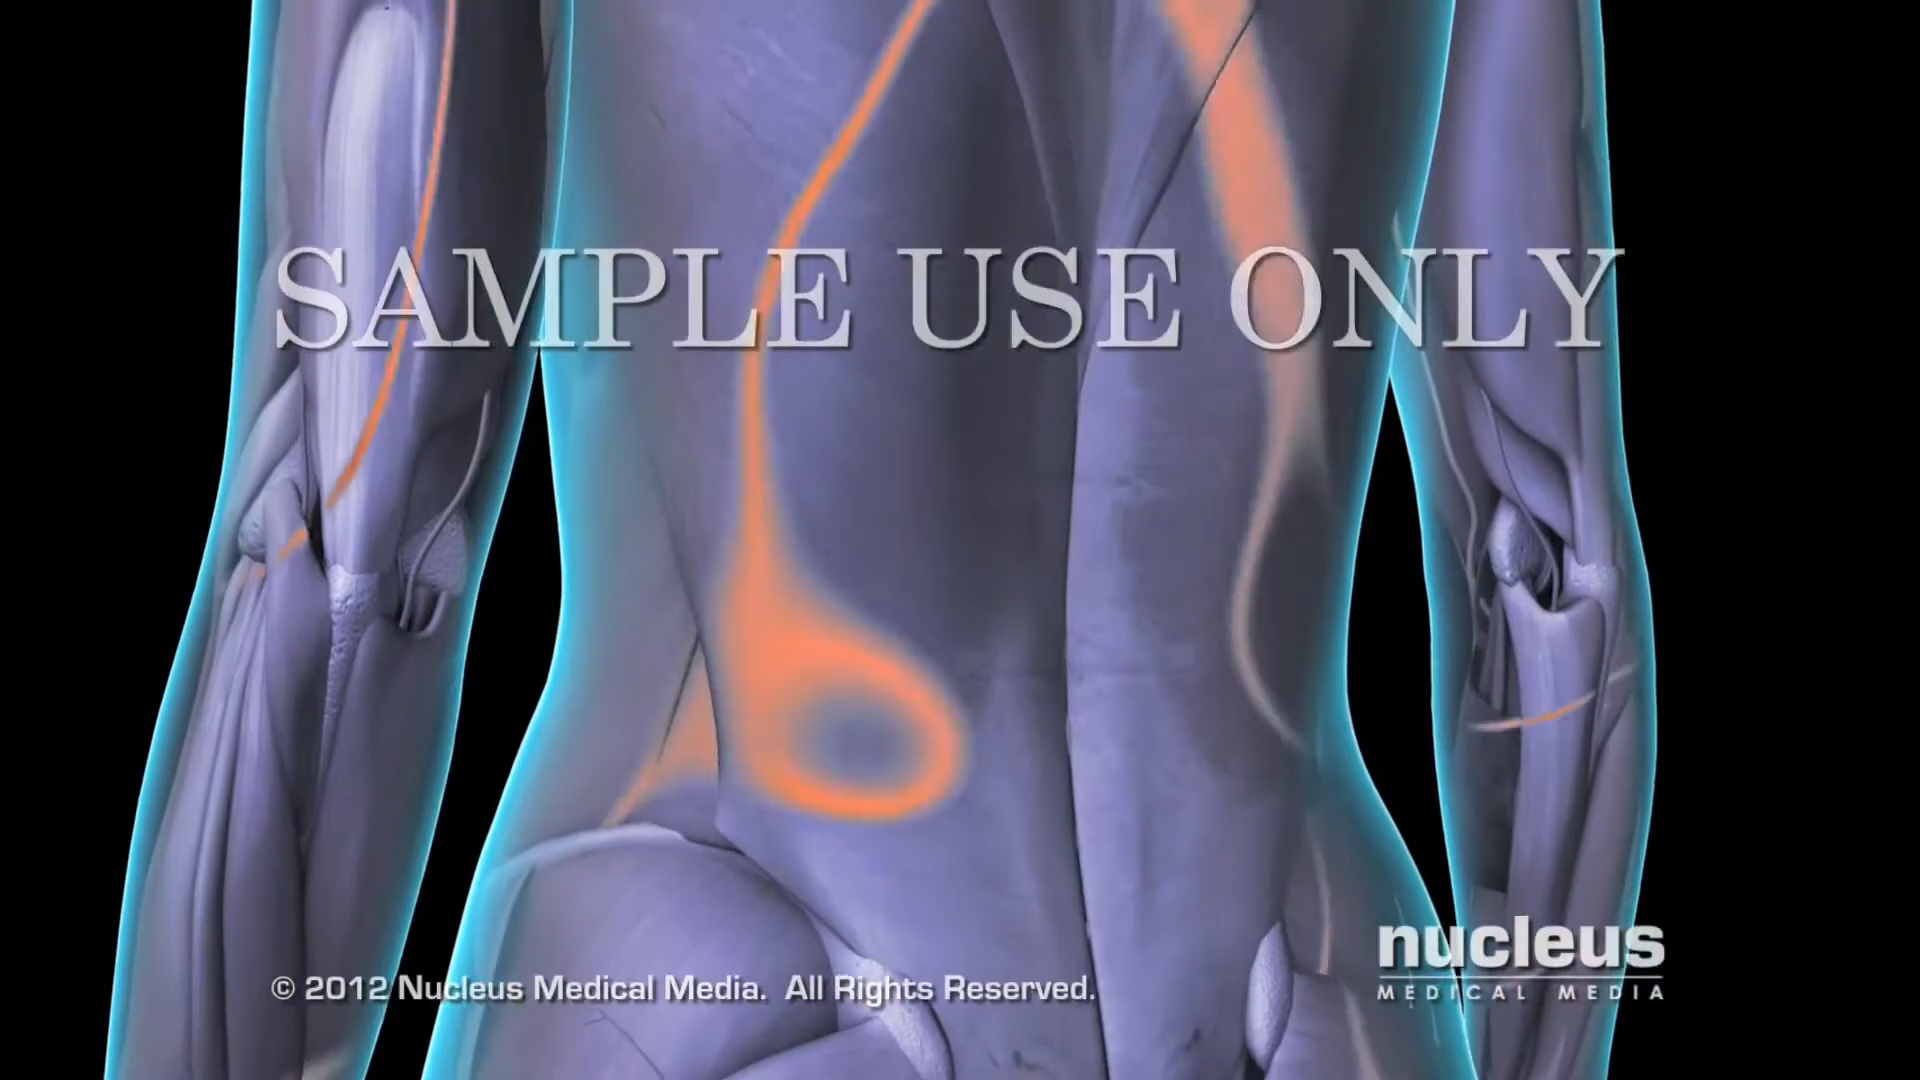 SAMPLE USE ONLY
nucleus
MEDICAL MEDIA
© 2012 Nucleus Medical Media. All Rights Reserved.